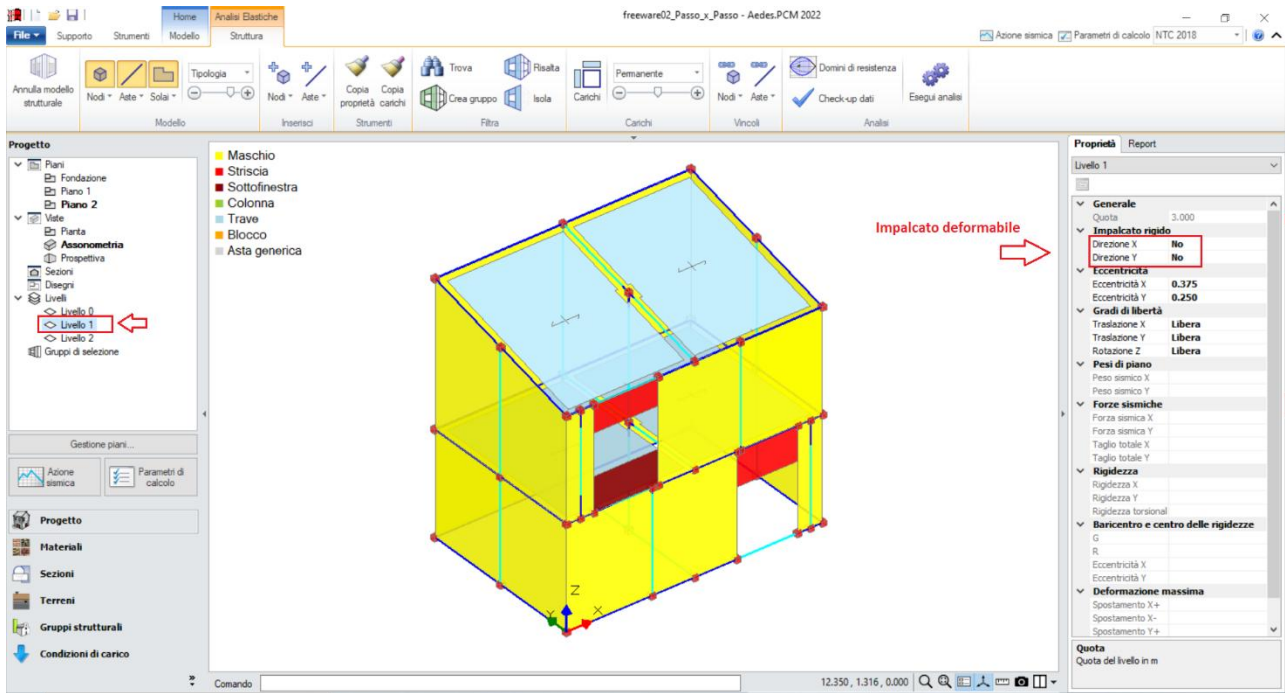 freeware02_Passo_x_Passo - Aedes.PCM 2022
Home
Analisi Elastiche
File
Supporto
Strumenti
Modello
Struttura
Azione sismica
Parametri di calcolo
NTC 2018
Annulla modello strutturale
Nodi
Aste
Solai
Tipologia
Modello
Nodi
Aste
Inserisci
Copia proprietà
Copia carichi
Strumenti
Trova
Crea gruppo
Risalta
Isola
Filtra
Carichi
Permanente
Carichi
Nodi
Aste
Vincoli
Domini di resistenza
Check-up dati
Esegui analisi
Analisi
Progetto
Piani
Fondazione
Piano 1
Piano 2
Viste
Pianta
Assonometria
Prospettiva
Sezioni
Disegni
Livelli
Livello 0
Livello 1
Livello 2
Gruppi di selezione
Gestione piani...
Azione sismica
Parametri di calcolo
Progetto
Materiali
Sezioni
Terreni
Gruppi strutturali
Condizioni di carico
Maschio
Striscia
Sottofinestra
Colonna
Trave
Blocco
Asta generica
Impalcato deformabile
Z
X
Y
Comando
12.350, 1.316, 0.000
Proprietà
Report
Livello 1
Generale
Quota 3.000
Impalcato rigido
Direzione X No
Direzione Y No
Eccentricità
Eccentricità X 0.375
Eccentricità Y 0.250
Gradi di libertà
Traslazione X Libera
Traslazione Y Libera
Rotazione Z Libera
Pesi di piano
Peso sismico X
Peso sismico Y
Forze sismiche
Forza sismica X
Forza sismica Y
Taglio totale X
Taglio totale Y
Rigidezza
Rigidezza X
Rigidezza Y
Rigidezza torsional
Baricentro e centro delle rigidezze
G
R
Eccentricità X
Eccentricità Y
Deformazione massima
Spostamento X+
Spostamento X-
Spostamento Y+
Quota
Quota del livello in m